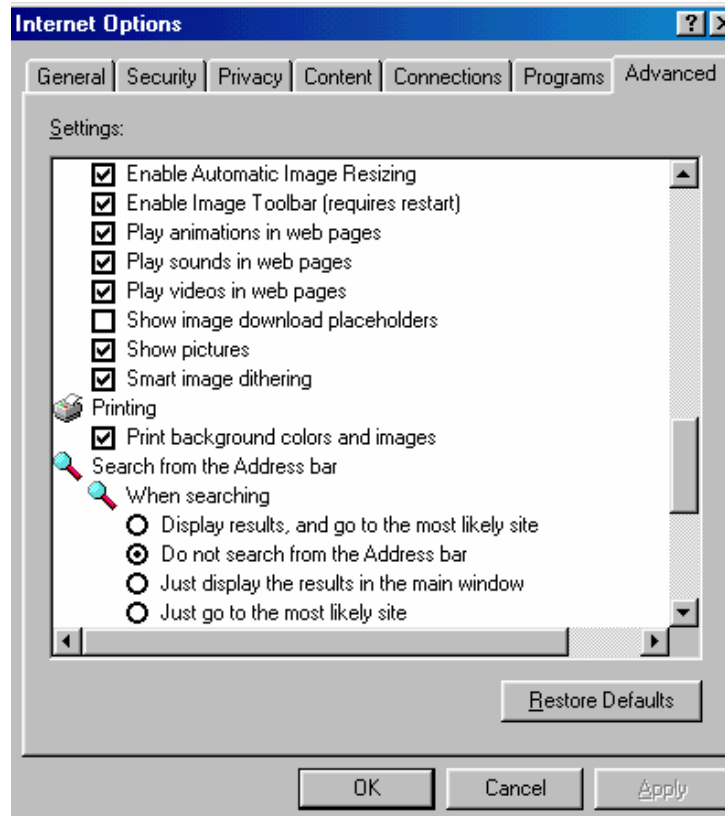 Internet Options
General Security Privacy Content Connections Programs Advanced
Settings:
Enable Automatic Image Resizing
Enable Image Toolbar (requires restart)
Play animations in web pages
Play sounds in web pages
Play videos in web pages
Show image download placeholders
Show pictures
Smart image dithering
Printing
Print background colors and images
Search from the Address bar
When searching
Display results, and go to the most likely site
Do not search from the Address bar
Just display the results in the main window
Just go to the most likely site
Restore Defaults
OK Cancel Apply